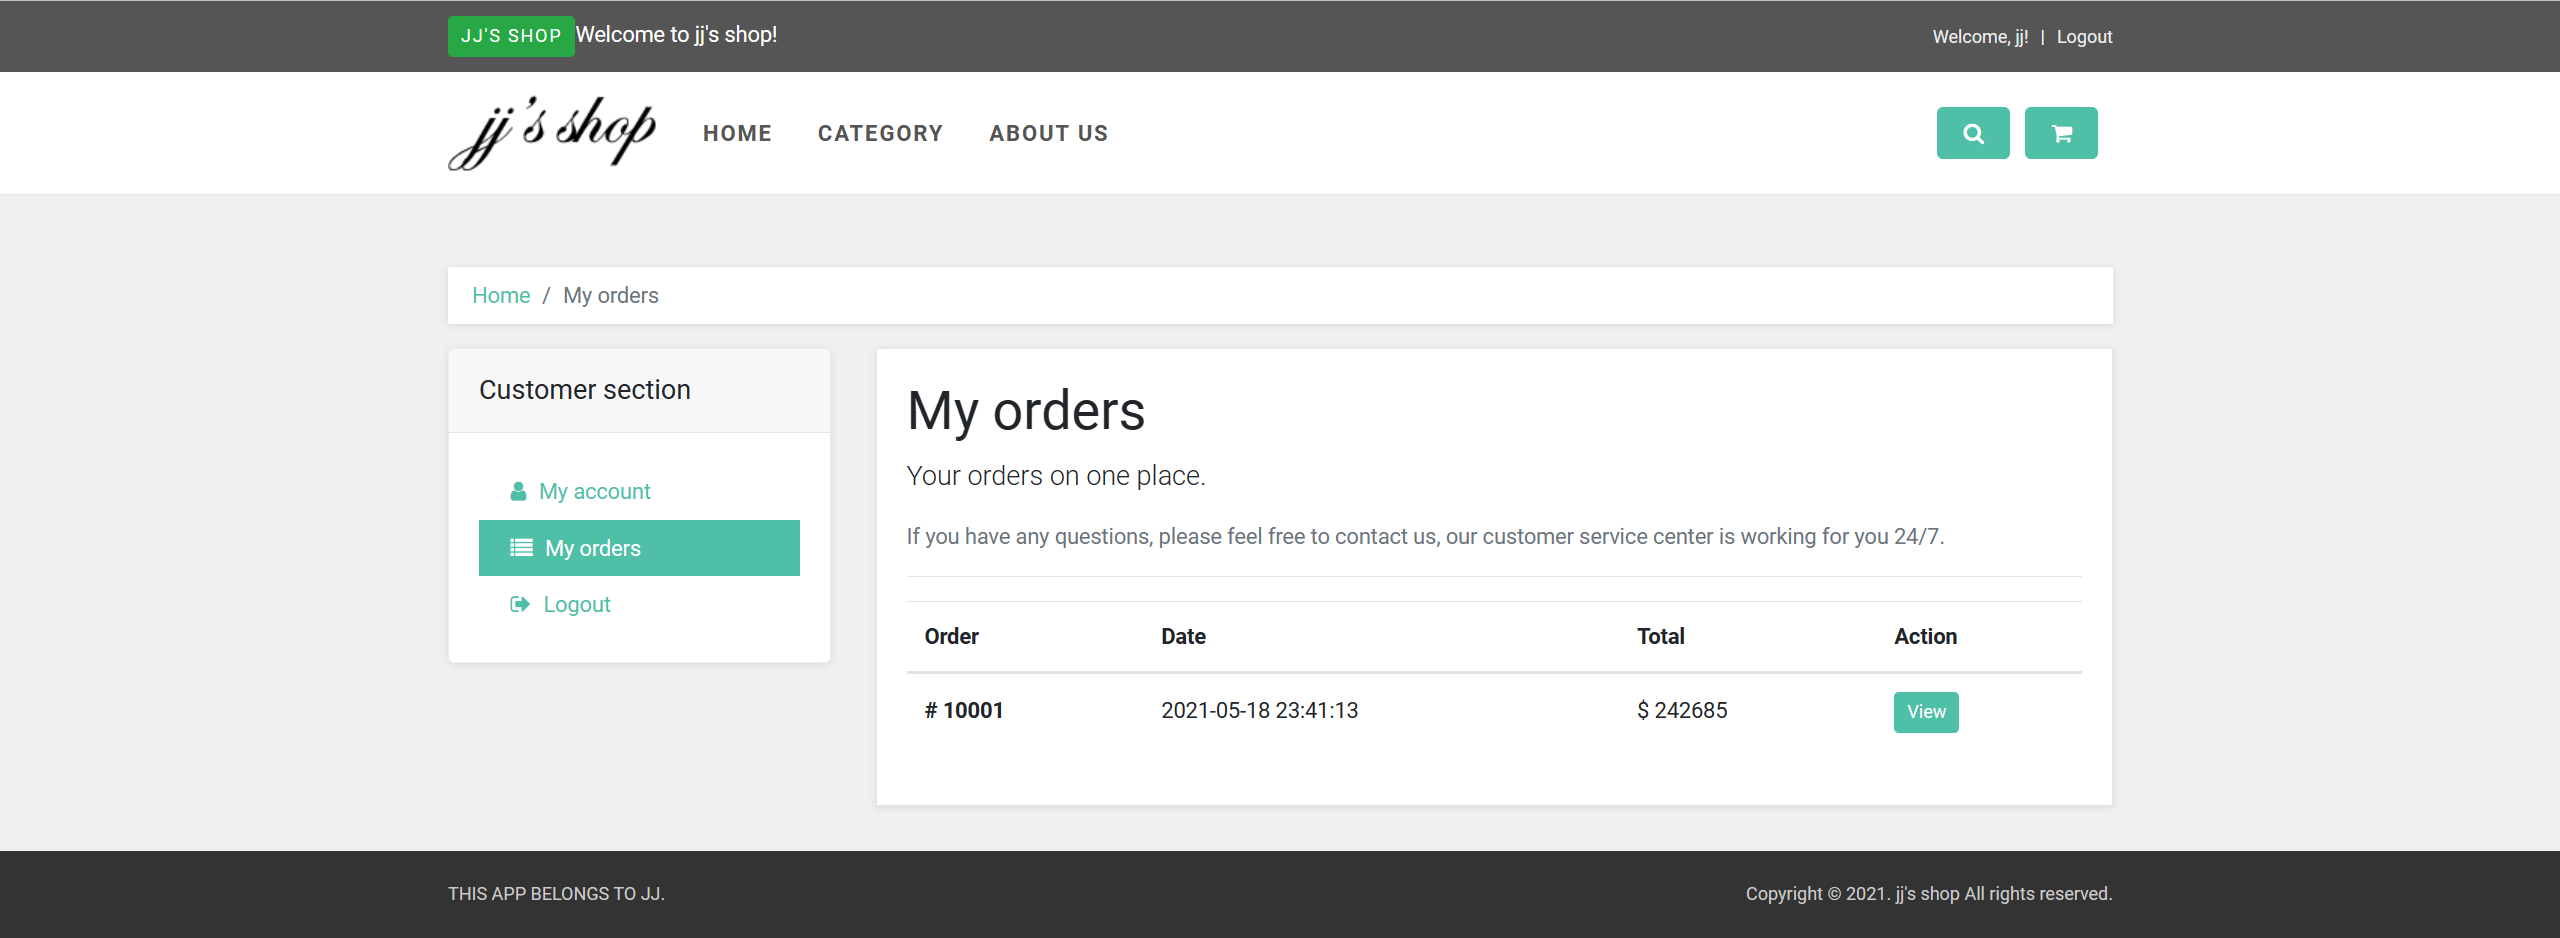 JJ'S SHOP Welcome to jj's shop!
Welcome, jj! | Logout
jj's shop
HOME CATEGORY ABOUT US
Home / My orders
Customer section
My account
My orders
Logout
My orders
Your orders on one place.
If you have any questions, please feel free to contact us, our customer service center is working for you 24/7.
Order Date Total Action
# 10001 2021-05-18 23:41:13 $ 242685 View
THIS APP BELONGS TO JJ.
Copyright © 2021. jj's shop All rights reserved.